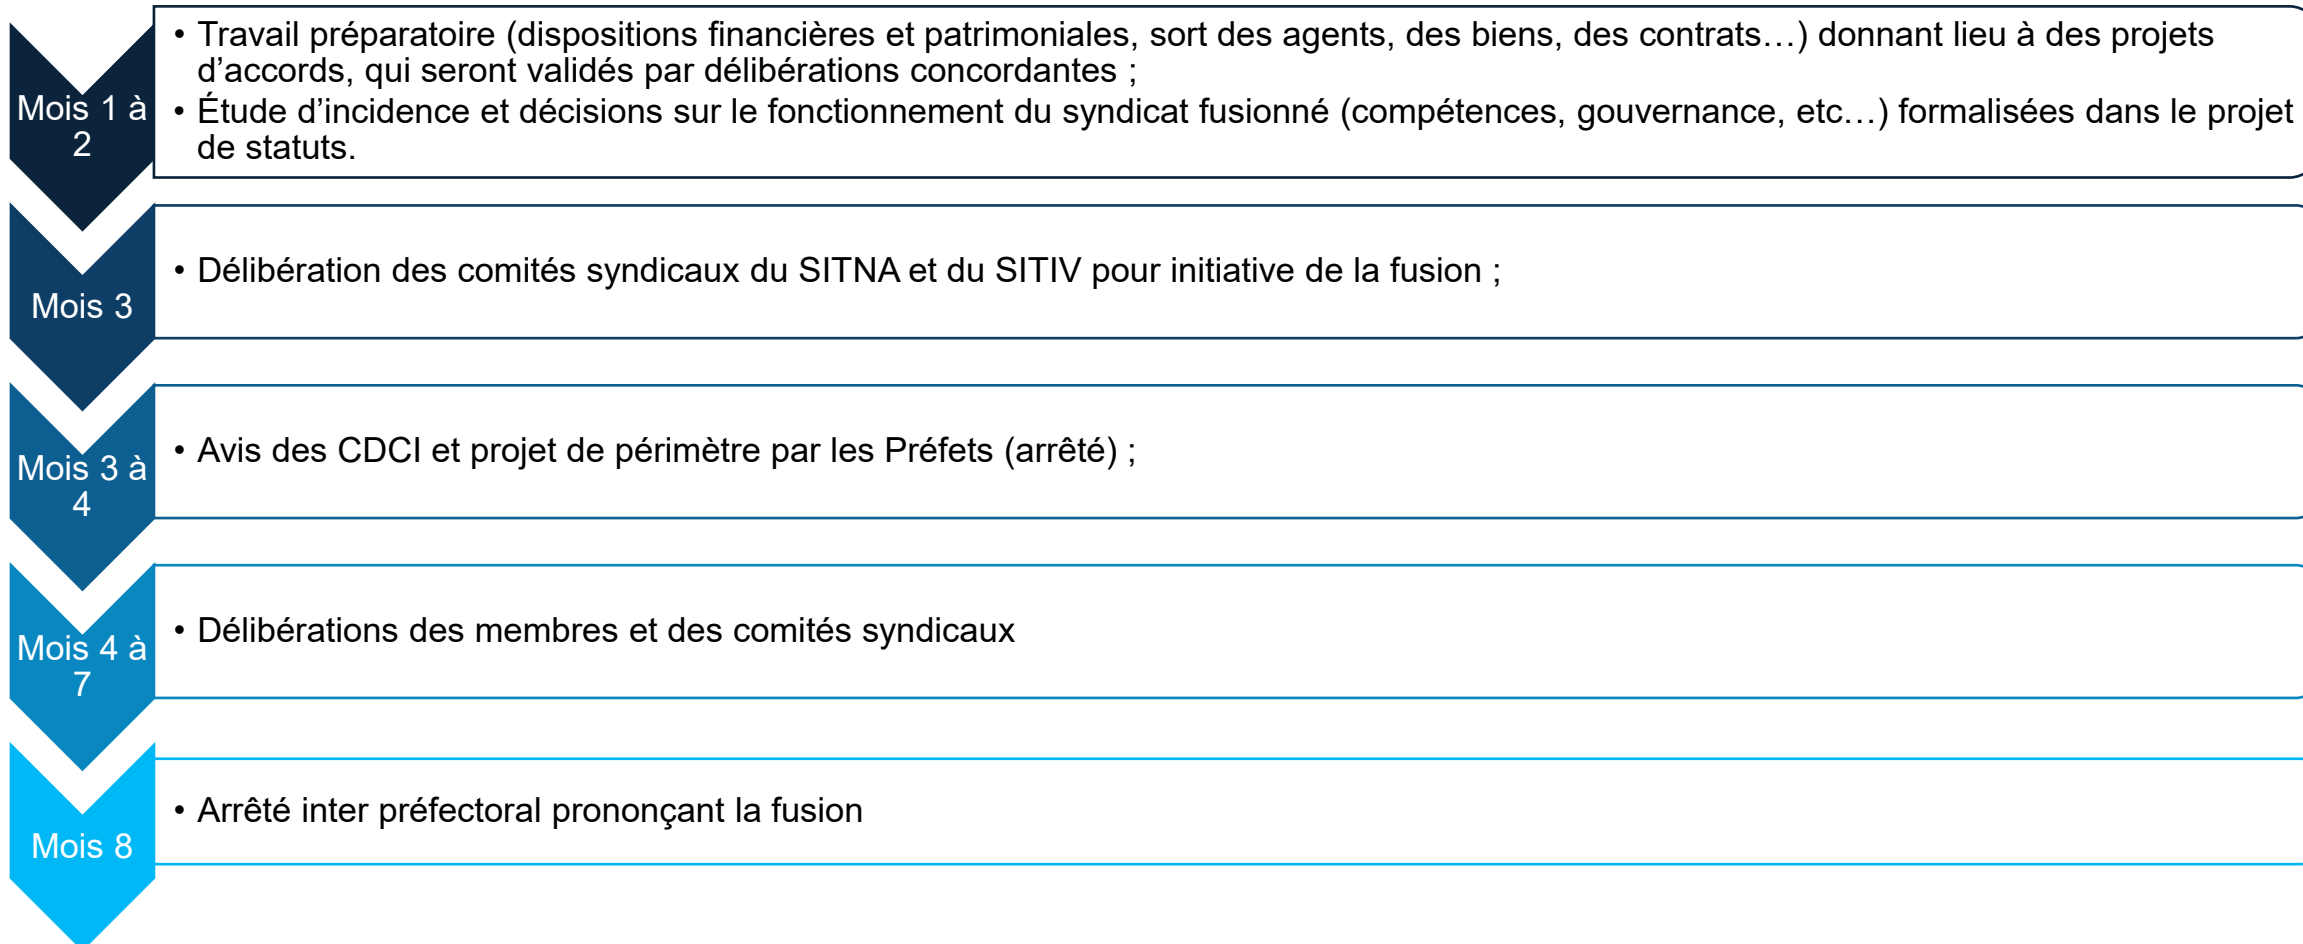 Mois 1 à
2
• Travail préparatoire (dispositions financières et patrimoniales, sort des agents, des biens, des contrats…) donnant lieu à des projets
d’accords, qui seront validés par délibérations concordantes ;
• Étude d’incidence et décisions sur le fonctionnement du syndicat fusionné (compétences, gouvernance, etc…) formalisées dans le projet
de statuts.
Mois 3
• Délibération des comités syndicaux du SITNA et du SITIV pour initiative de la fusion ;
Mois 3 à
4
• Avis des CDCI et projet de périmètre par les Préfets (arrêté) ;
Mois 4 à
7
• Délibérations des membres et des comités syndicaux
Mois 8
• Arrêté inter préfectoral prononçant la fusion